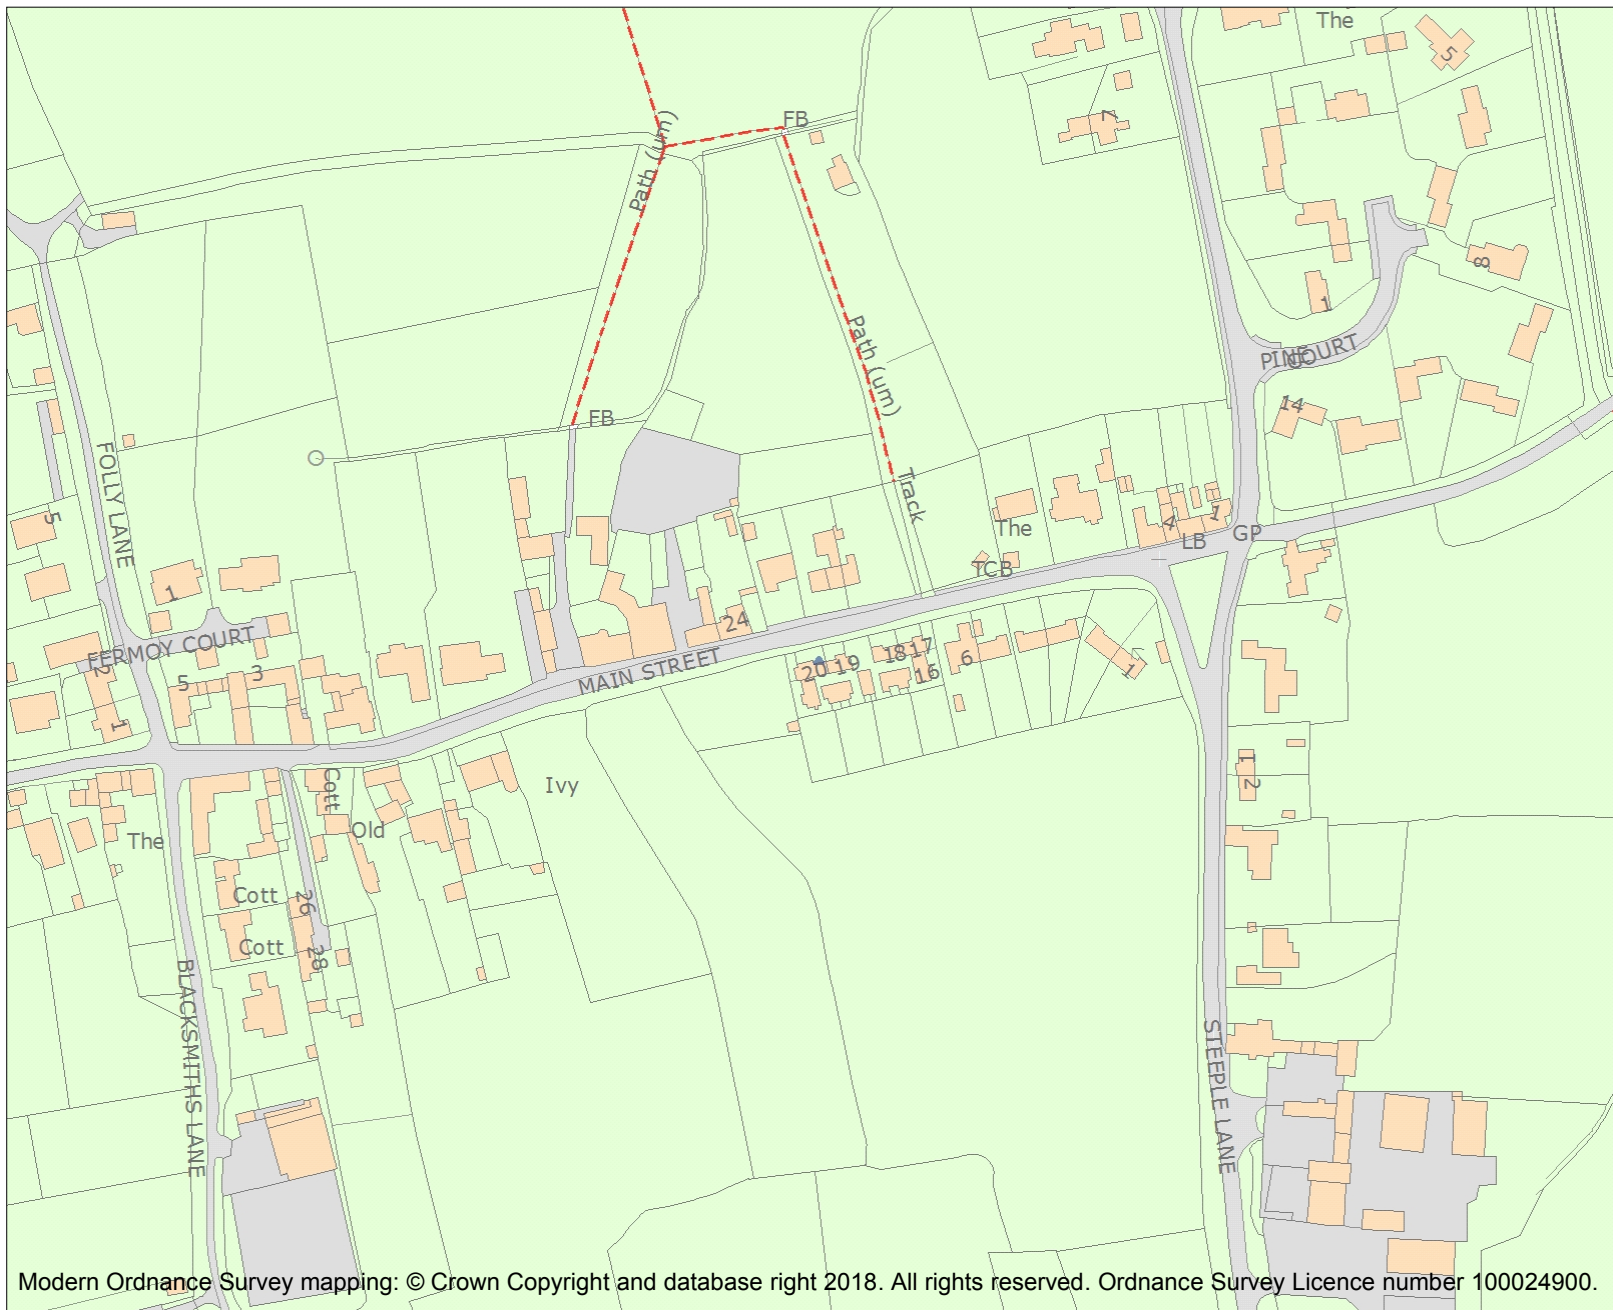 The
5
FB
7
Path (um)
8
1
Path (um)
PINE COURT
14
FB
FOLLY LANE
5
Track
The
4
1
LB
GP
TCB
1
24
FERMOY COURT
2
5
3
MAIN STREET
20
19
18
17
16
6
1
1
1
2
Ivy
Cott
Old
The
Cott
26
Cott
28
BLACKSMITHS LANE
STEEPLE LANE
Modern Ordnance Survey mapping: © Crown Copyright and database right 2018. All rights reserved. Ordnance Survey Licence number 100024900.